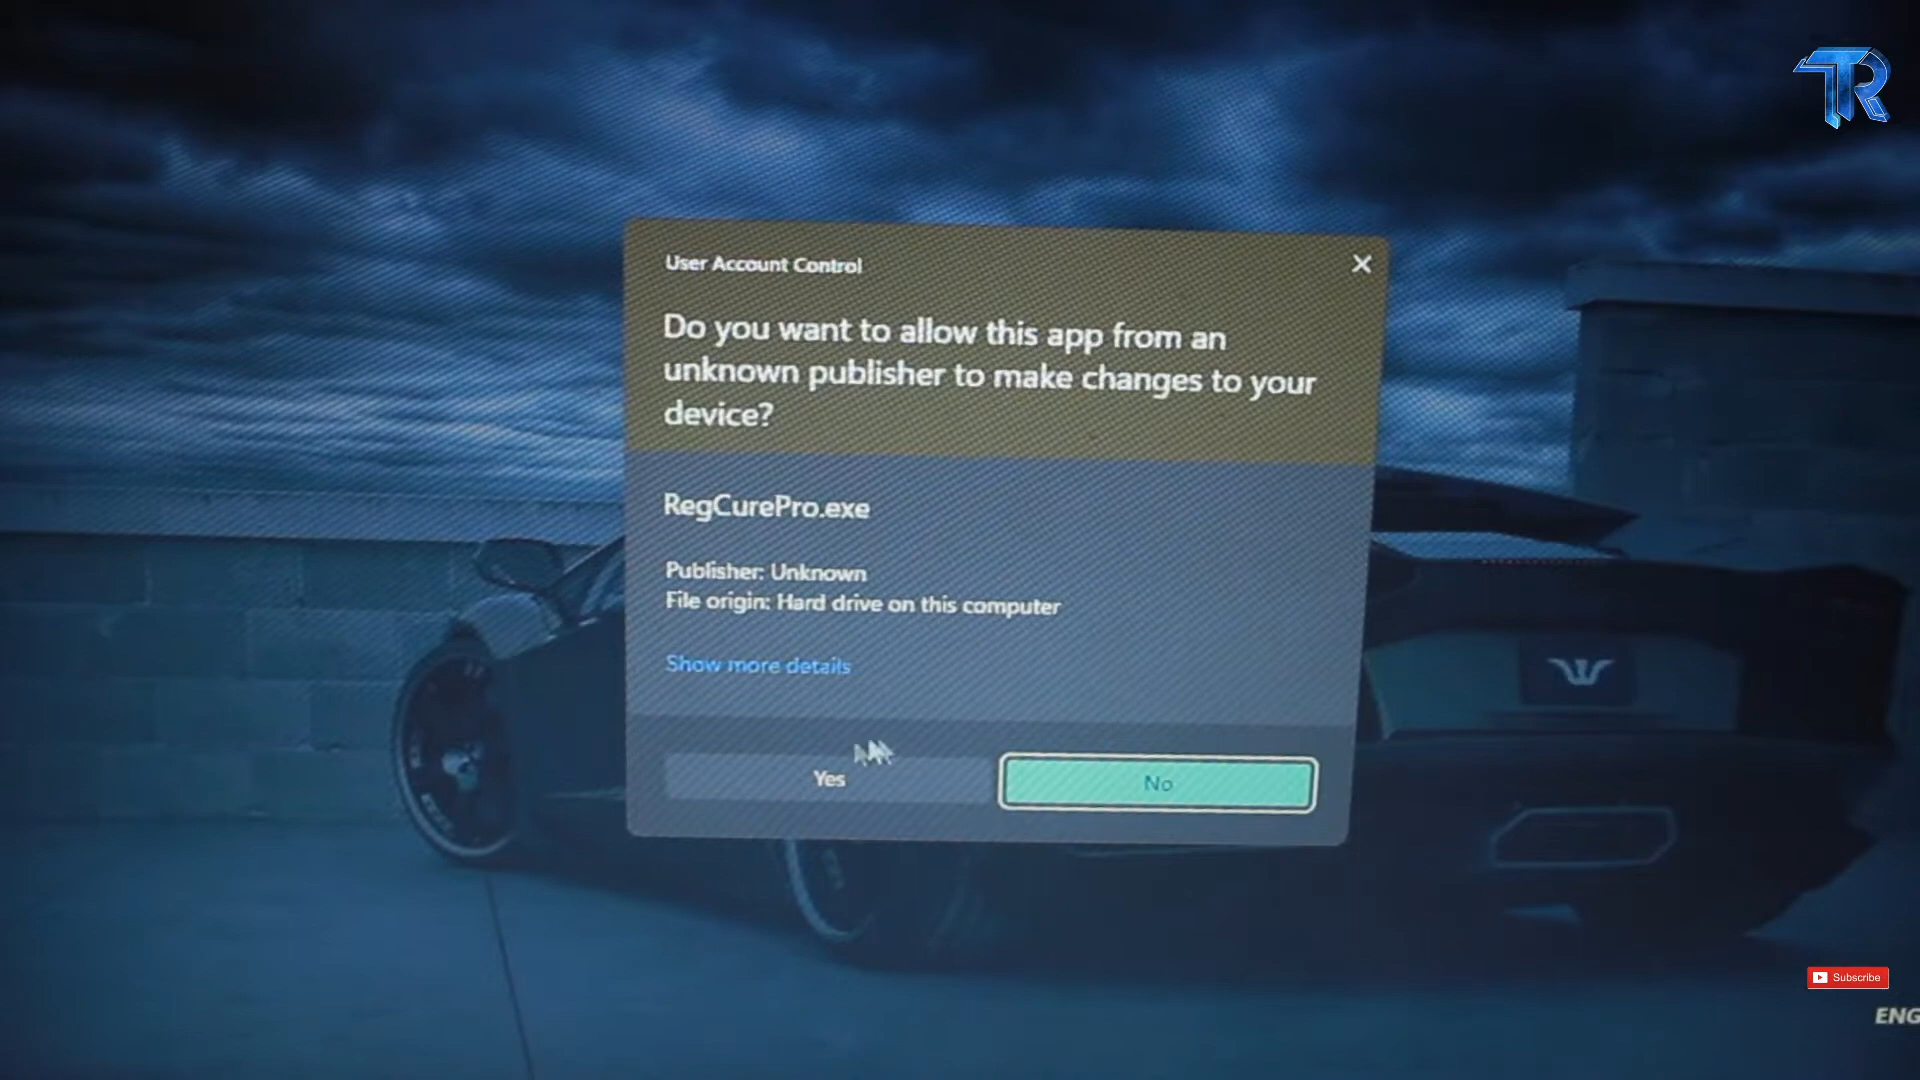 TR
User Account Control
Do you want to allow this app from an
unknown publisher to make changes to your
device?
RegCurePro.exe
Publisher: Unknown
File origin: Hard drive on this computer
Show more details
Yes
No
Subscribe
ENG